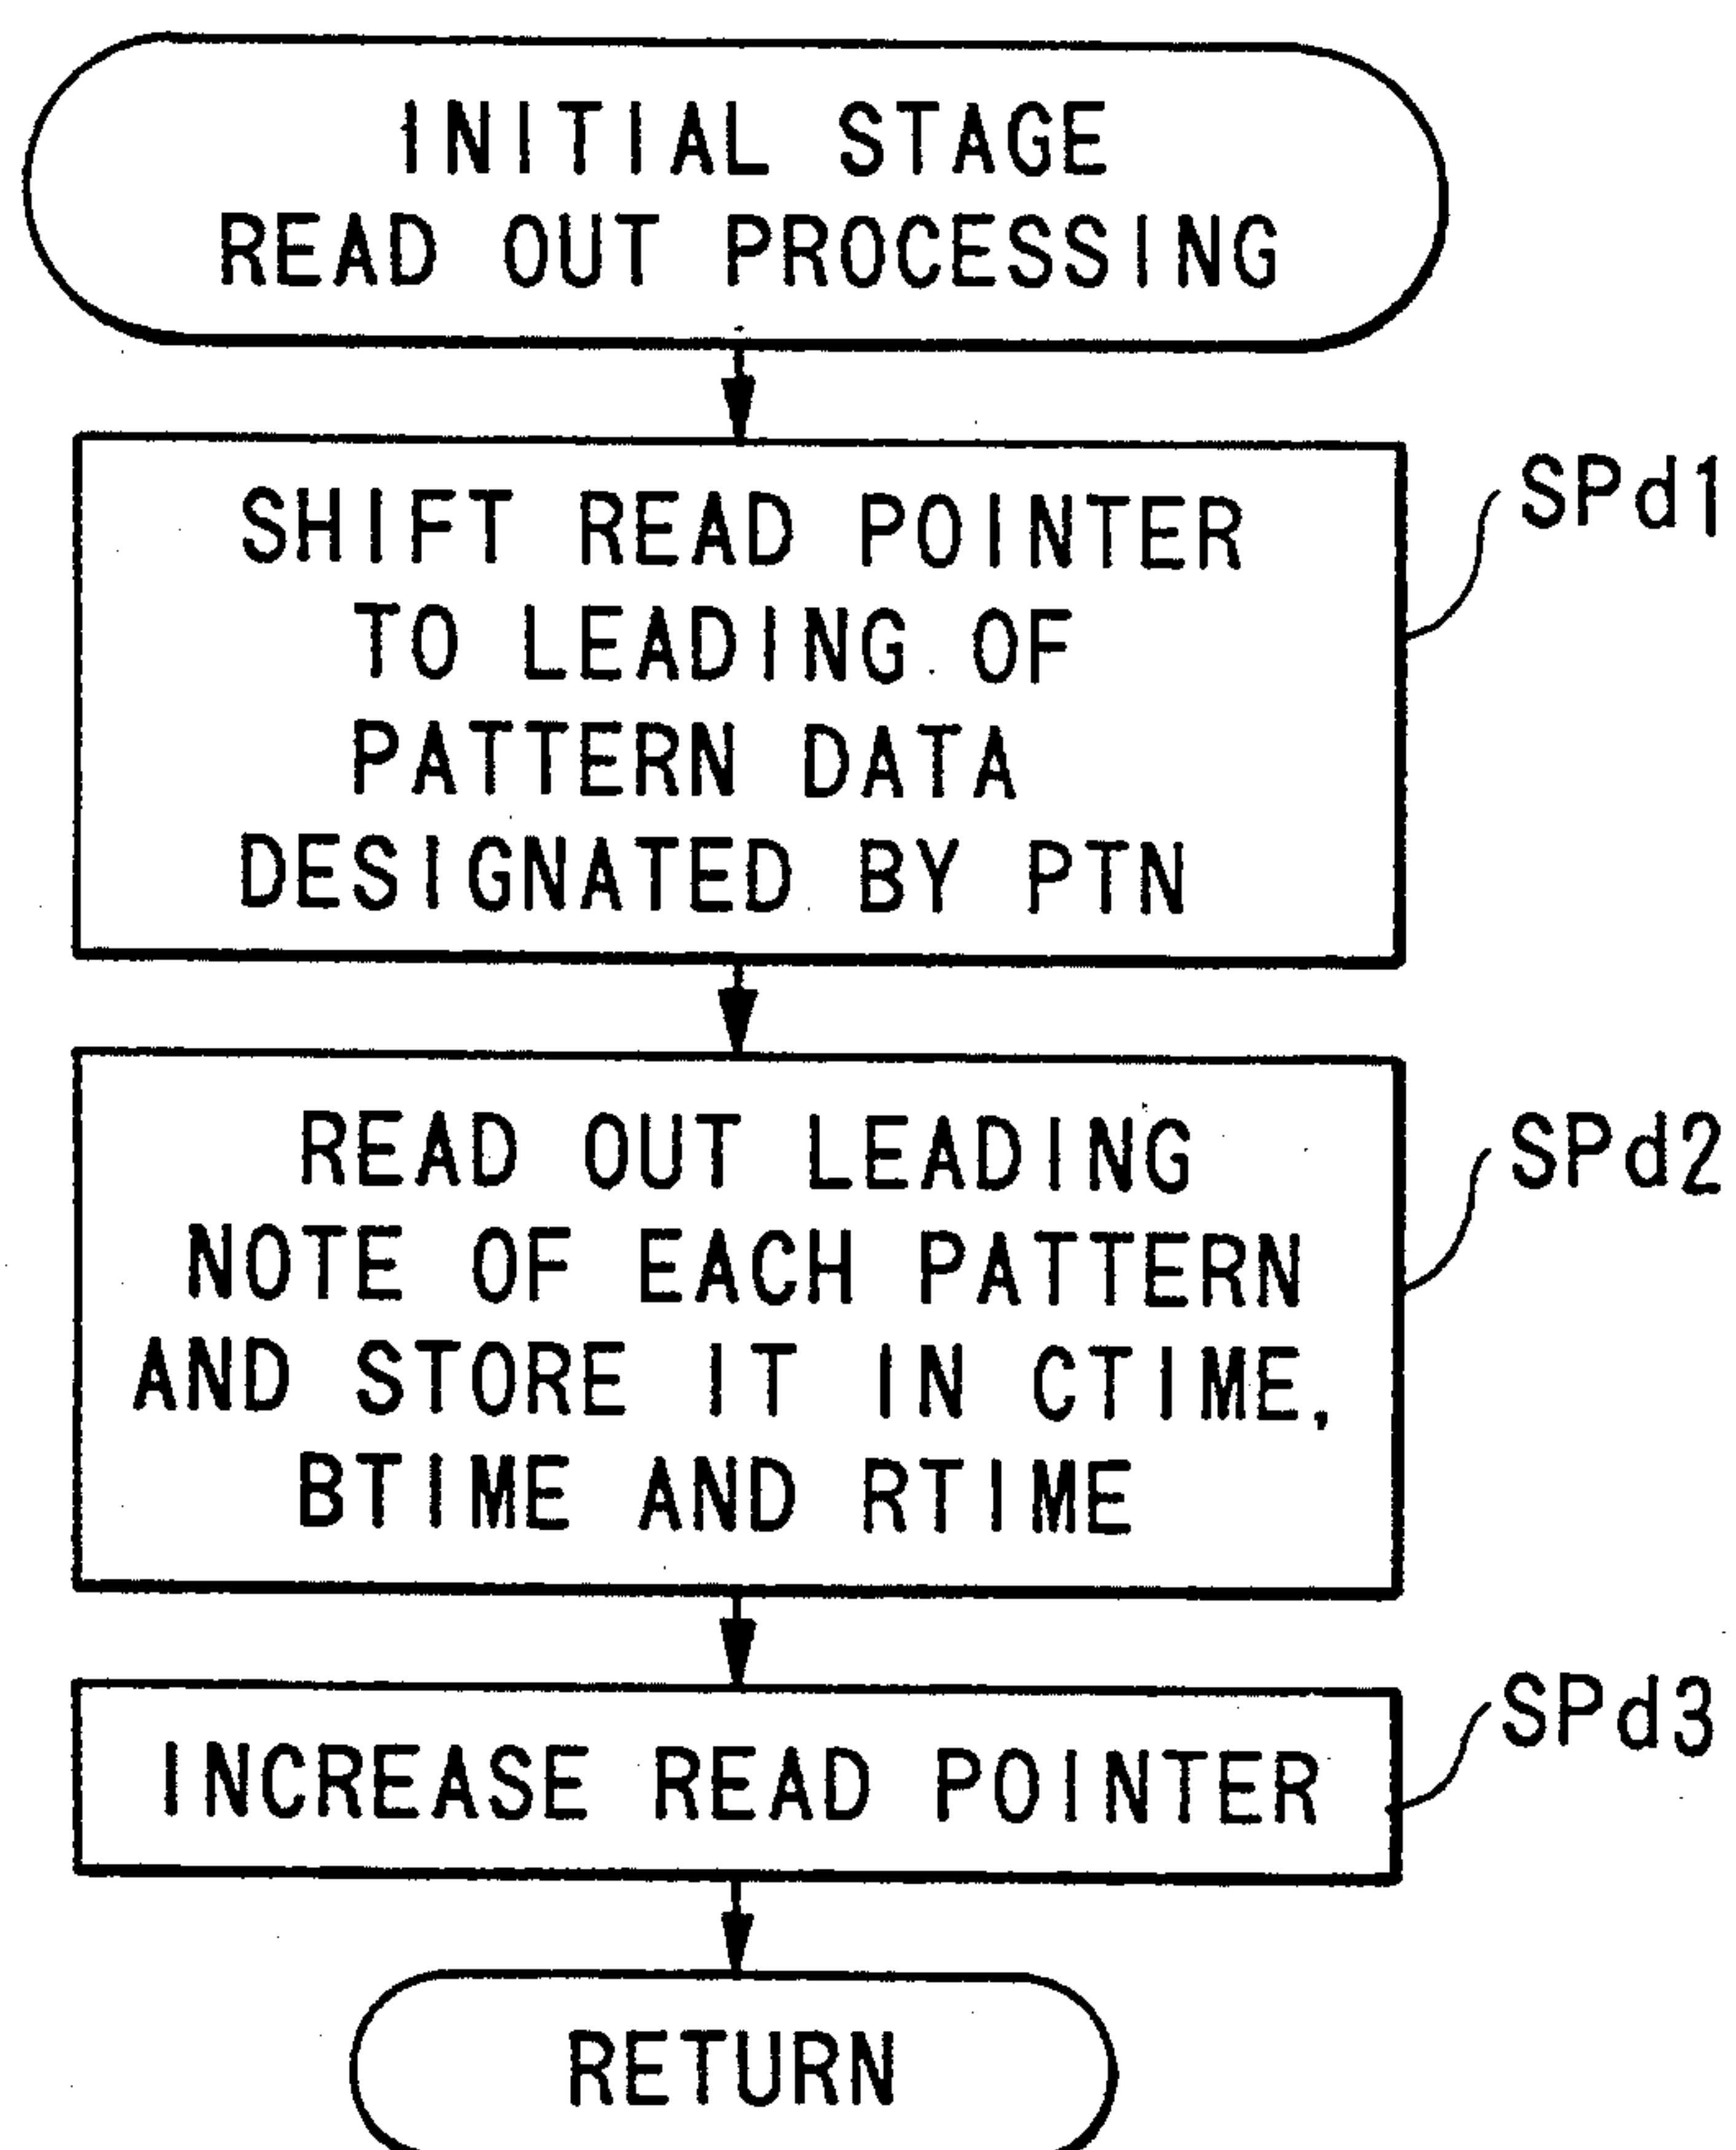 INITIAL STAGE
READ OUT PROCESSING
SHIFT READ POINTER
TO LEADING OF
PATTERN DATA
DESIGNATED BY PTN
SPd1
READ OUT LEADING
NOTE OF EACH PATTERN
AND STORE IT IN CTIME,
BTIME AND RTIME
SPd2
INCREASE READ POINTER
SPd3
RETURN